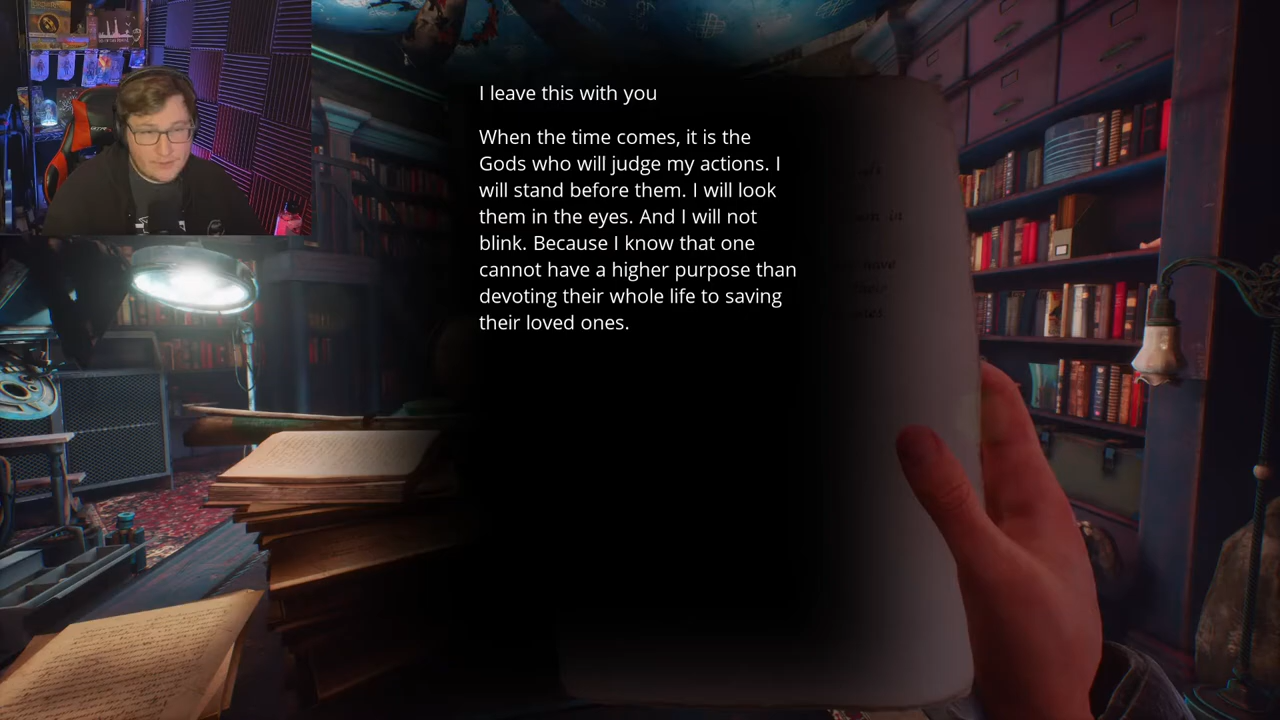 I leave this with you
When the time comes, it is the
Gods who will judge my actions. I
will stand before them. I will look
them in the eyes. And I will not
blink. Because I know that one
cannot have a higher purpose than
devoting their whole life to saving
their loved ones.